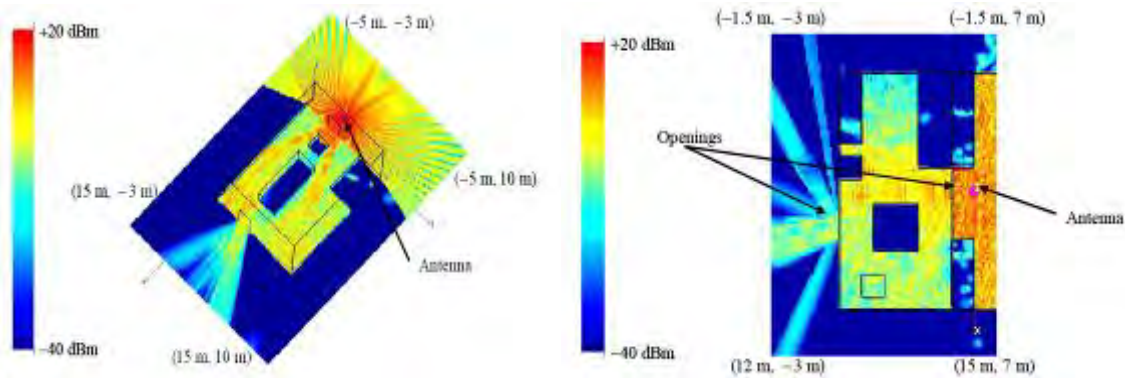 +20 dBm
−40 dBm
(−5 m, −3 m)
(15 m, −3 m)
(−5 m, 10 m)
Antenna
(15 m, 10 m)
+20 dBm
−40 dBm
(−1.5 m, −3 m)
(−1.5 m, 7 m)
Openings
Antenna
x
(12 m, −3 m)
(15 m, 7 m)